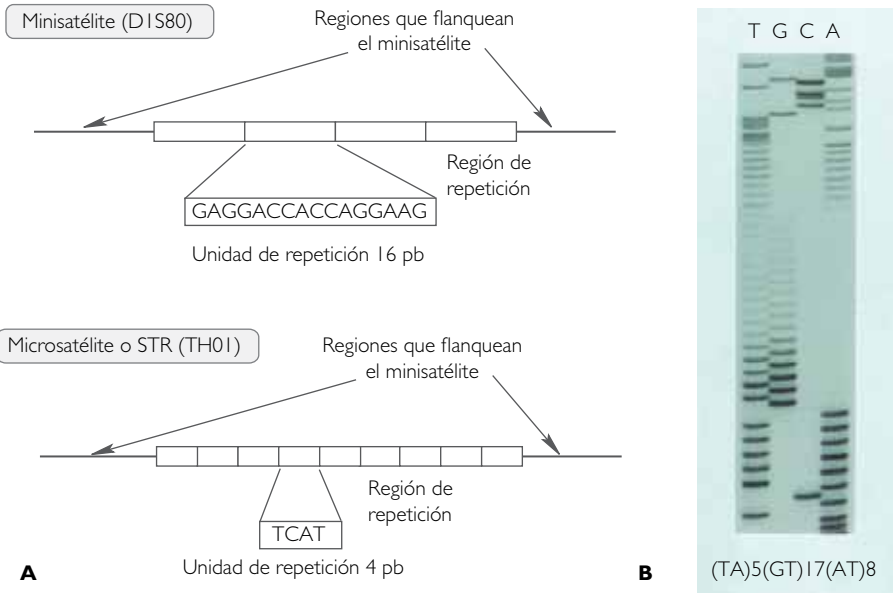 Minisatélite (D1S80)
Regiones que flanquean
el minisatélite
Región de
repetición
GAGGACCACCAGGAAG
Unidad de repetición 16 pb
Microsatélite o STR (TH01)
Regiones que flanquean
el minisatélite
Región de
repetición
TCAT
Unidad de repetición 4 pb
A
T G C A
B
(TA)5(GT)17(AT)8